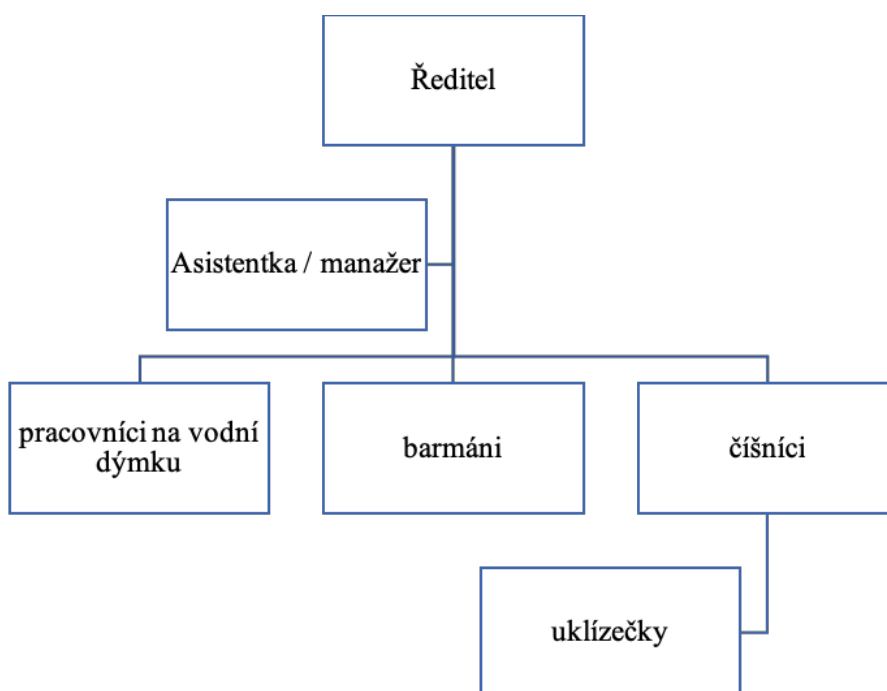 Ředitel
Asistentka / manažer
pracovníci na vodní
dýmku
barmáni
číšníci
uklízečky